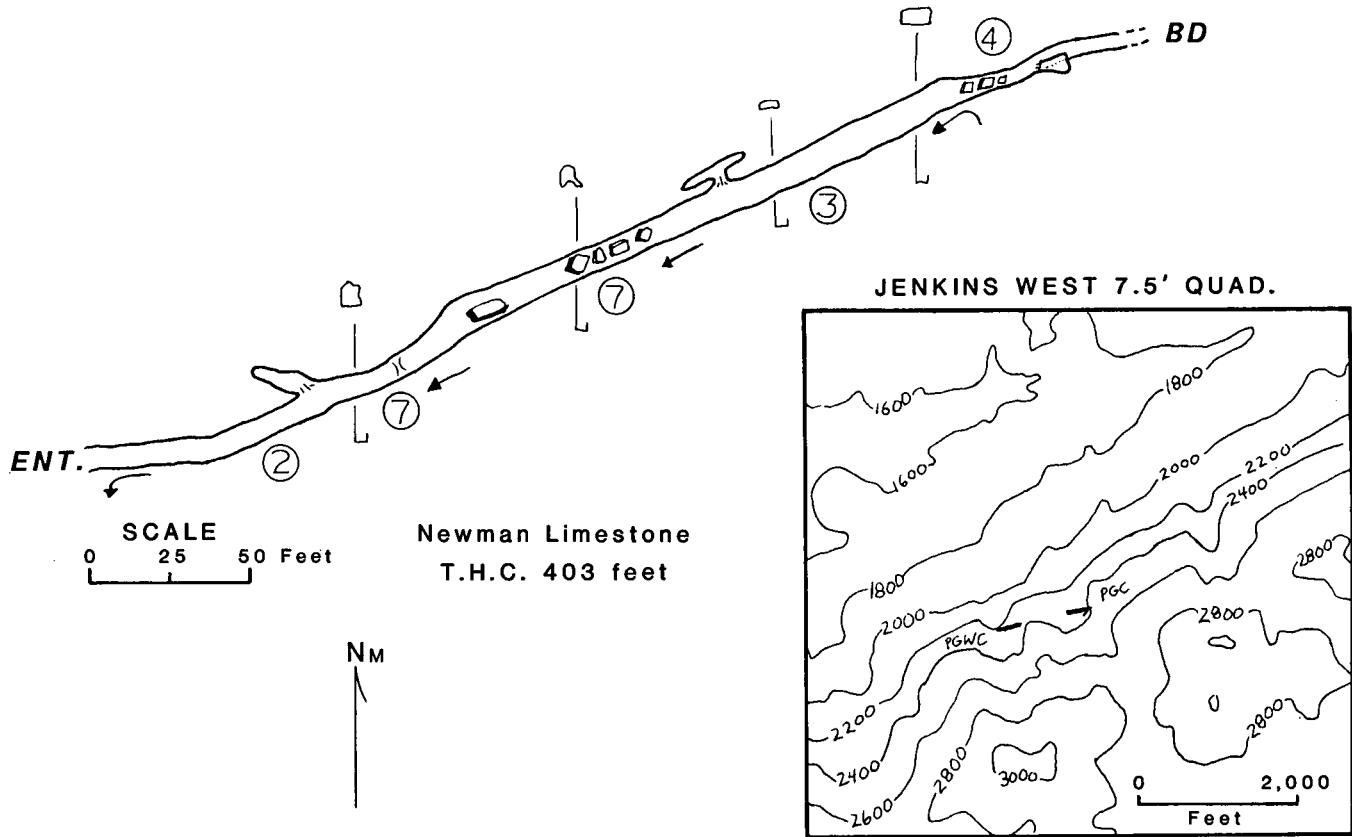 ④
BD
③
⑦
JENKINS WEST 7.5' QUAD.
⑦
ENT.
②
SCALE
0 25 50 Feet
Newman Limestone
T.H.C. 403 feet
NM
1600
1800
1600
2000
2200
2400
1800
2800
PGC
2000
2800
PGWC
2200
2800
2400
2800
3000
2600
0 2,000
Feet